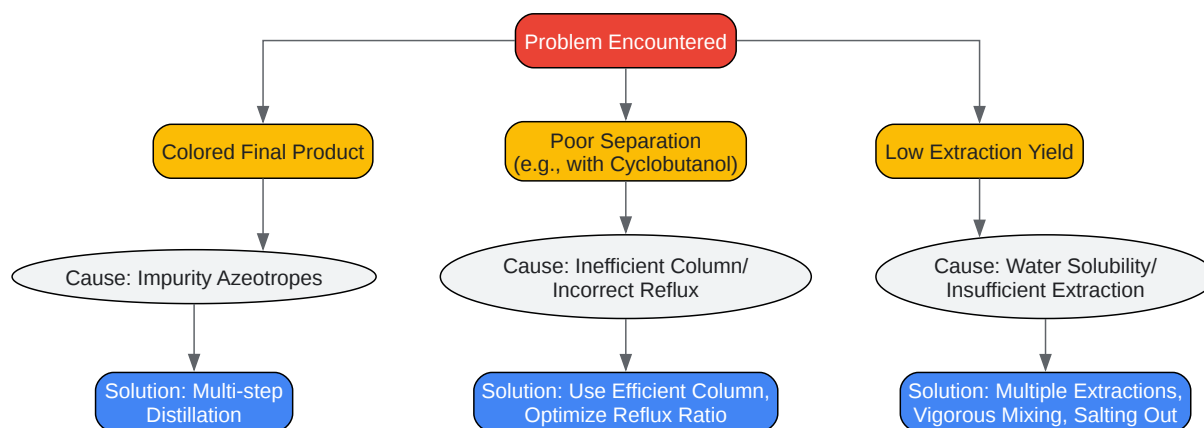 Problem Encountered
Colored Final Product
Poor Separation
(e.g., with Cyclobutanol)
Low Extraction Yield
Cause: Impurity Azeotropes
Cause: Inefficient Column/
Incorrect Reflux
Cause: Water Solubility/
Insufficient Extraction
Solution: Multi-step
Distillation
Solution: Use Efficient Column,
Optimize Reflux Ratio
Solution: Multiple Extractions,
Vigorous Mixing, Salting Out